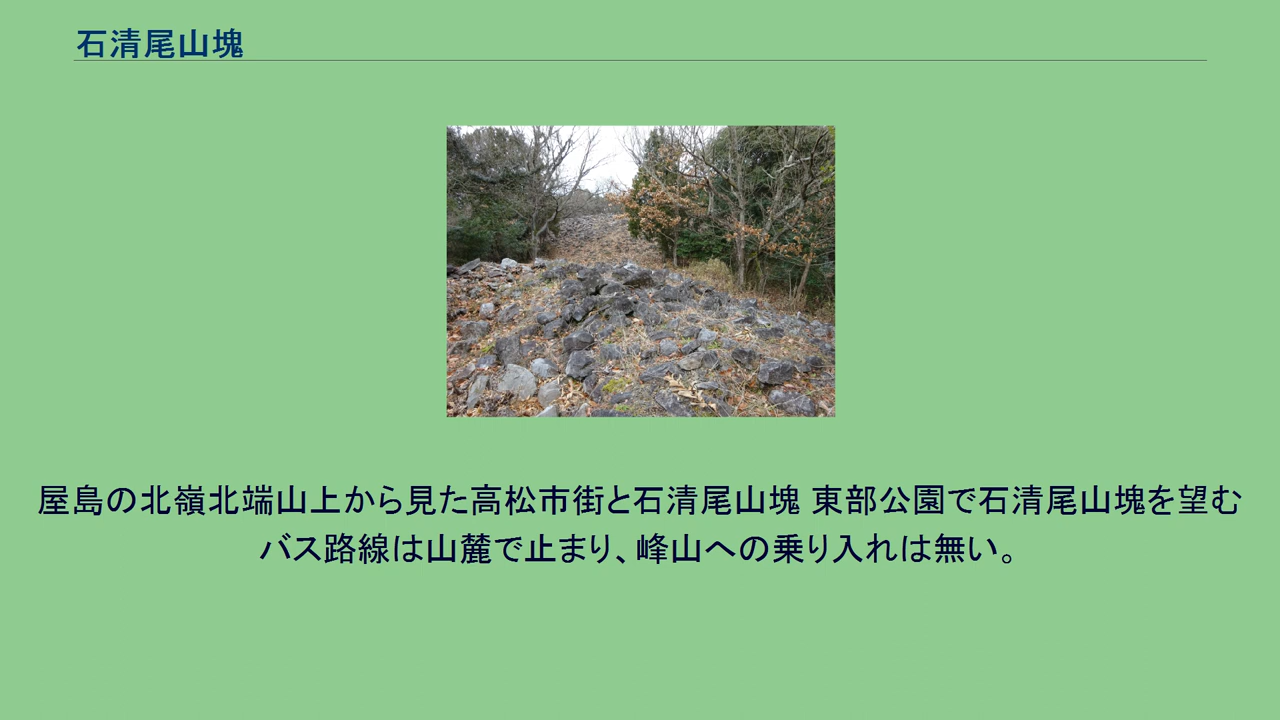 石清尾山塊
屋島の北嶺北端山上から見た高松市街と石清尾山塊 東部公園で石清尾山塊を望む
バス路線は山麓で止まり、峰山への乗り入れは無い。